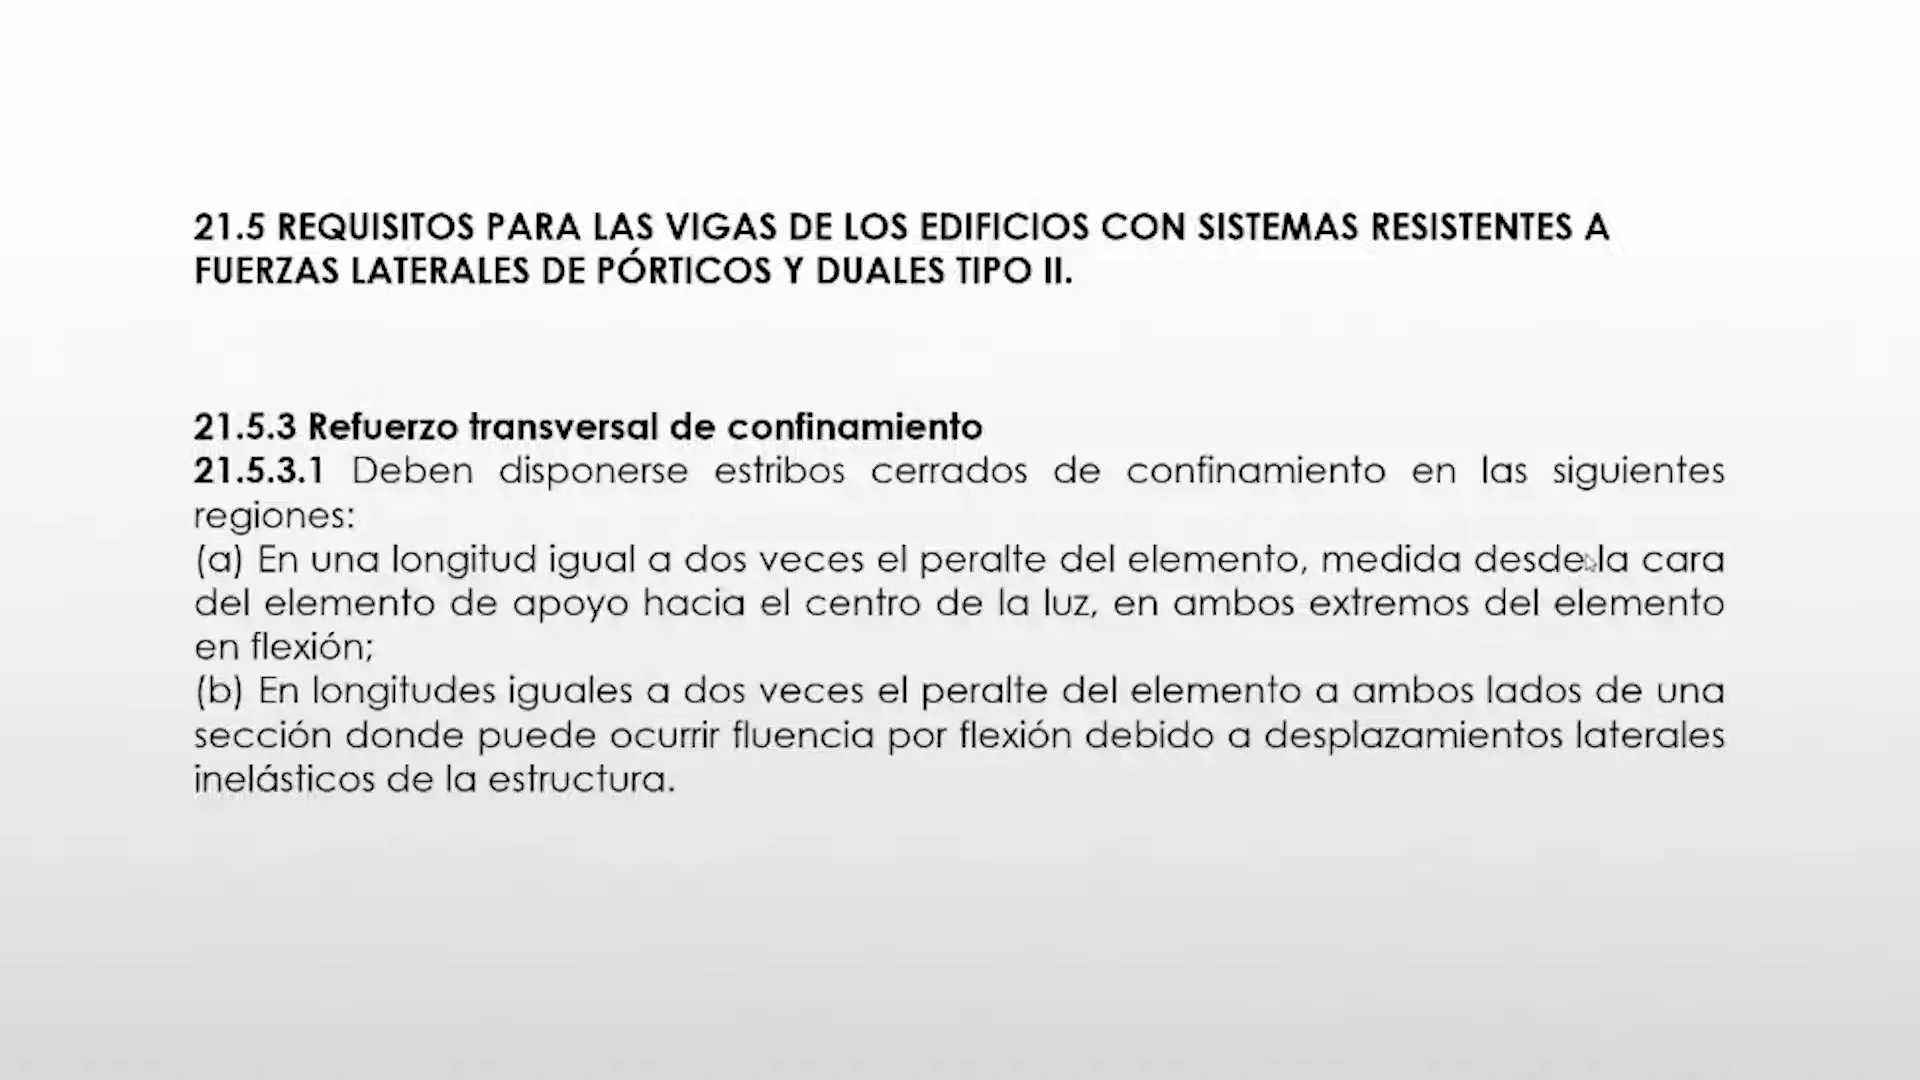 21.5 REQUISITOS PARA LAS VIGAS DE LOS EDIFICIOS CON SISTEMAS RESISTENTES A
FUERZAS LATERALES DE PÓRTICOS Y DUALES TIPO II.
21.5.3 Refuerzo transversal de confinamiento
21.5.3.1 Deben disponerse estribos cerrados de confinamiento en las siguientes
regiones:
(a) En una longitud igual a dos veces el peralte del elemento, medida desde la cara
del elemento de apoyo hacia el centro de la luz, en ambos extremos del elemento
en flexión;
(b) En longitudes iguales a dos veces el peralte del elemento a ambos lados de una
sección donde puede ocurrir fluencia por flexión debido a desplazamientos laterales
inelásticos de la estructura.